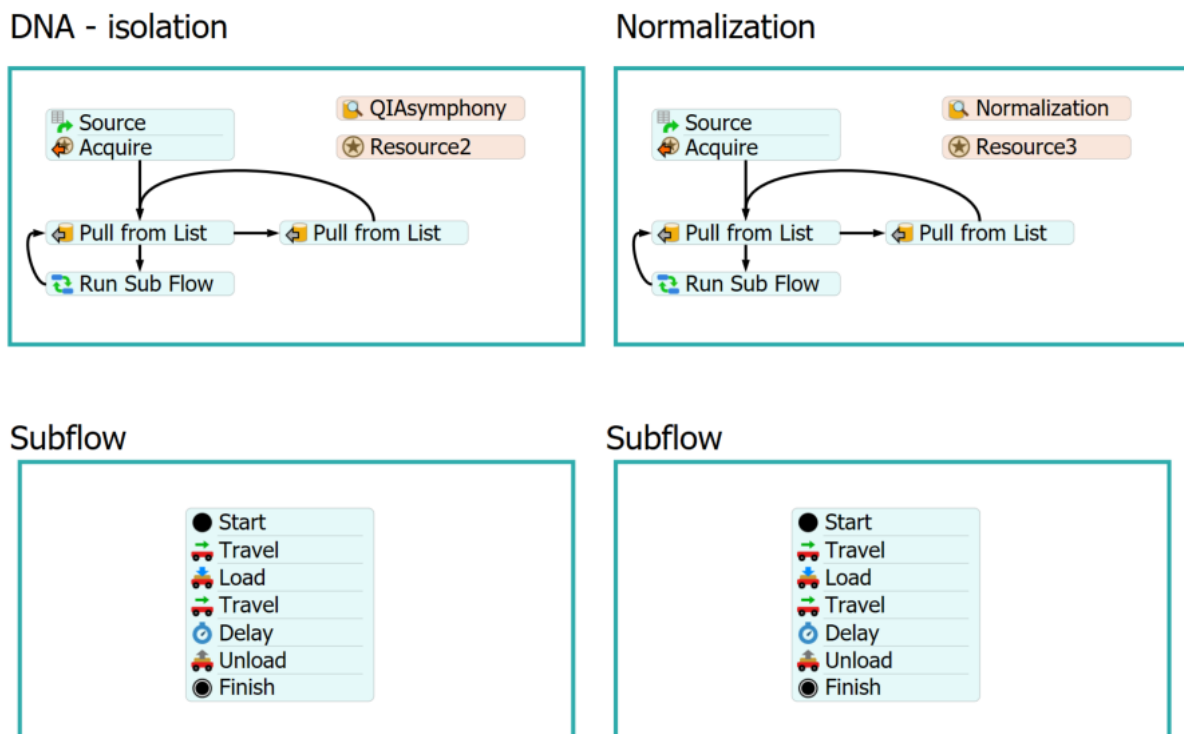 DNA - isolation
Normalization
Source
Acquire
QIAsymphony
Resource2
Pull from List
Pull from List
Run Sub Flow
Source
Acquire
Normalization
Resource3
Pull from List
Pull from List
Run Sub Flow
Subflow
Subflow
Start
Travel
Load
Travel
Delay
Unload
Finish
Start
Travel
Load
Travel
Delay
Unload
Finish